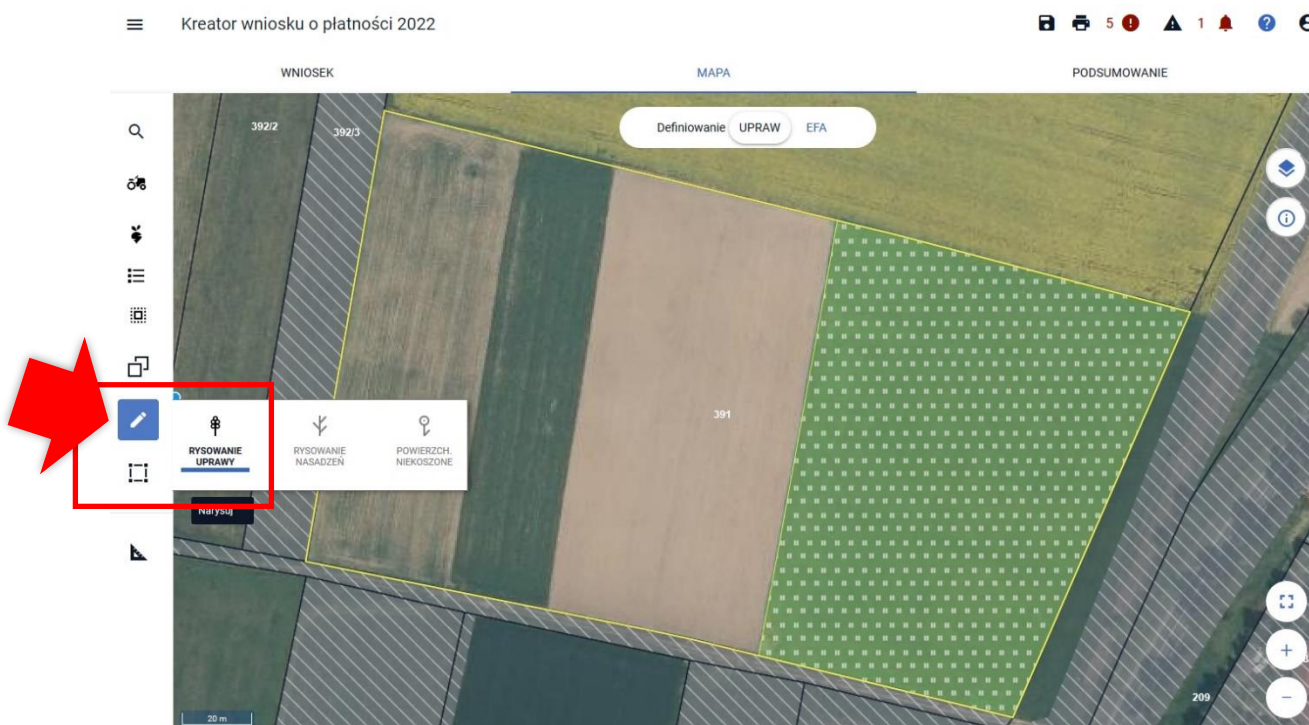 Kreator wniosku o płatności 2022
5
1
WNIOSEK
MAPA
PODSUMOWANIE
Definiowanie UPRAW EFA
392/2
392/3
391
RYSOWANIE
UPRAWY
RYSOWANIE
NASADZEŃ
POWIERZCH.
NIEKOSZONE
Narysuj
209
20 m